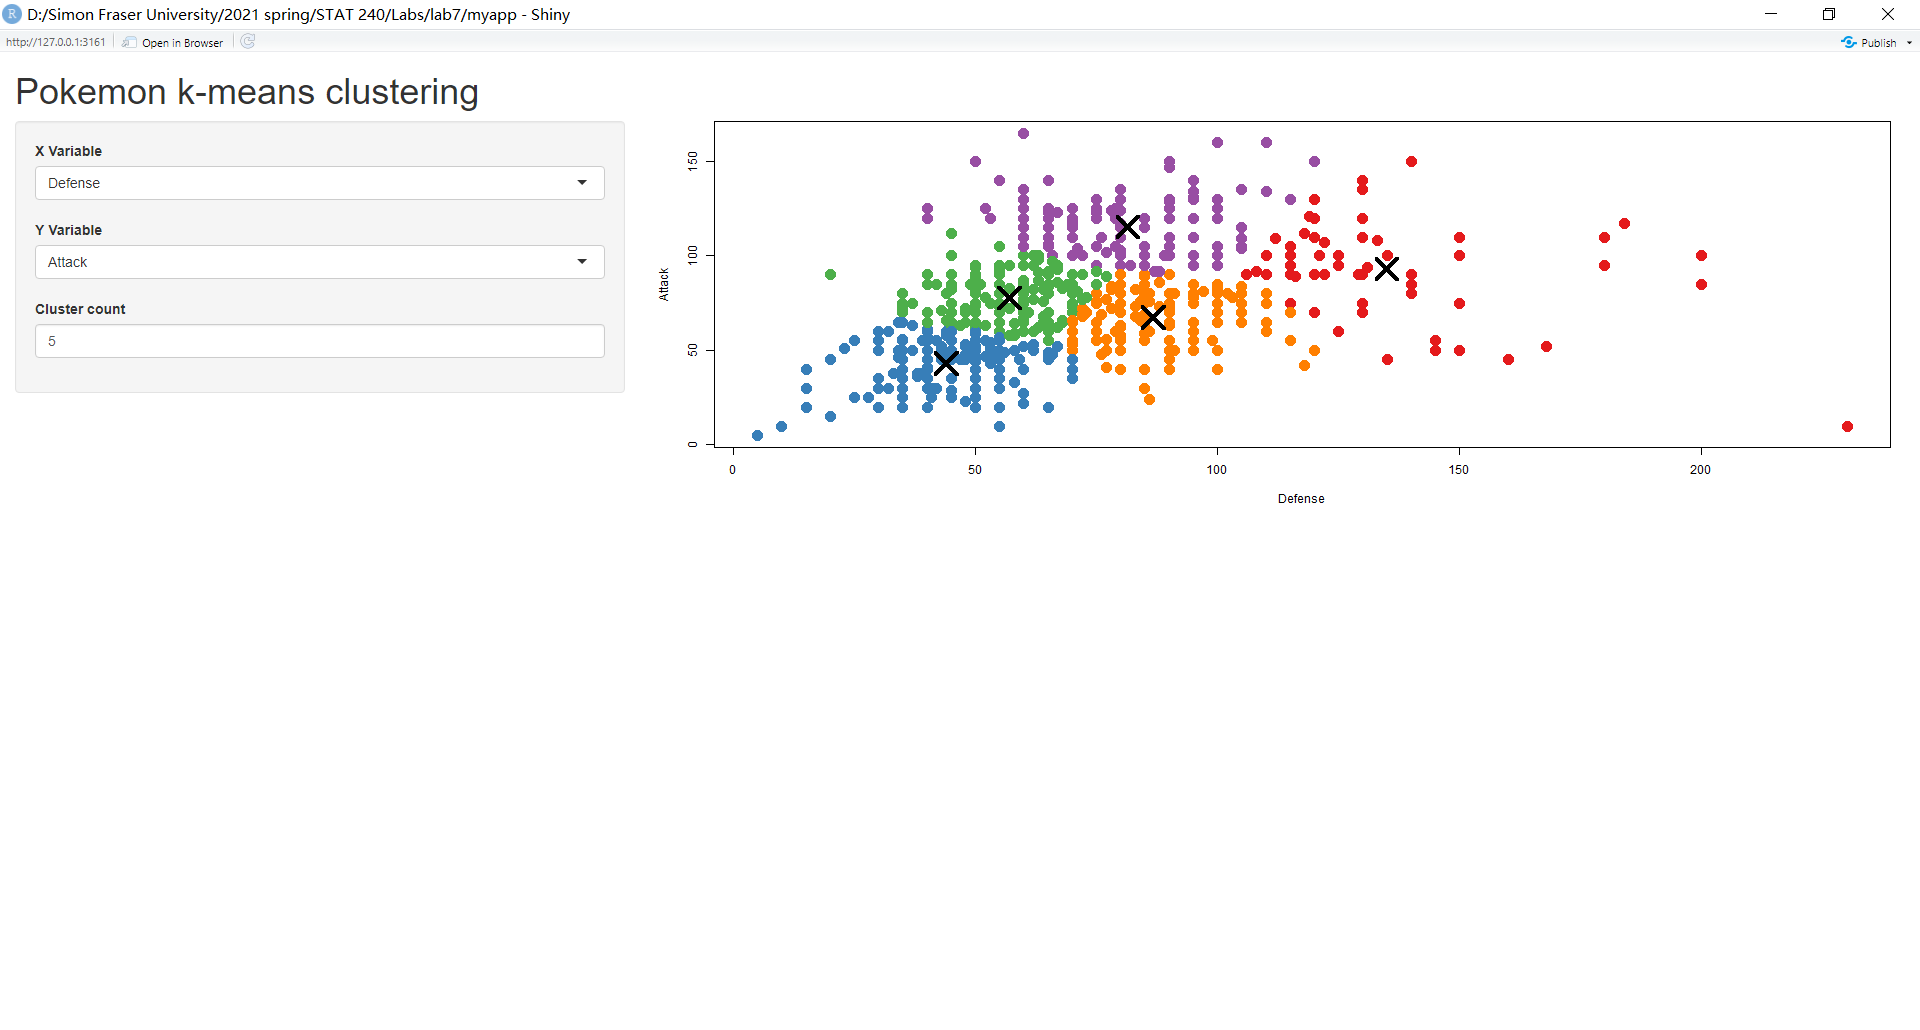 R D:/Simon Fraser University/2021 spring/STAT 240/Labs/lab7/myapp - Shiny
http://127.0.0.1:3161 Open in Browser Publish
Pokemon k-means clustering
X Variable
Defense
Y Variable
Attack
Cluster count
5
Attack
150
100
50
0
0 50 100 150 200
Defense